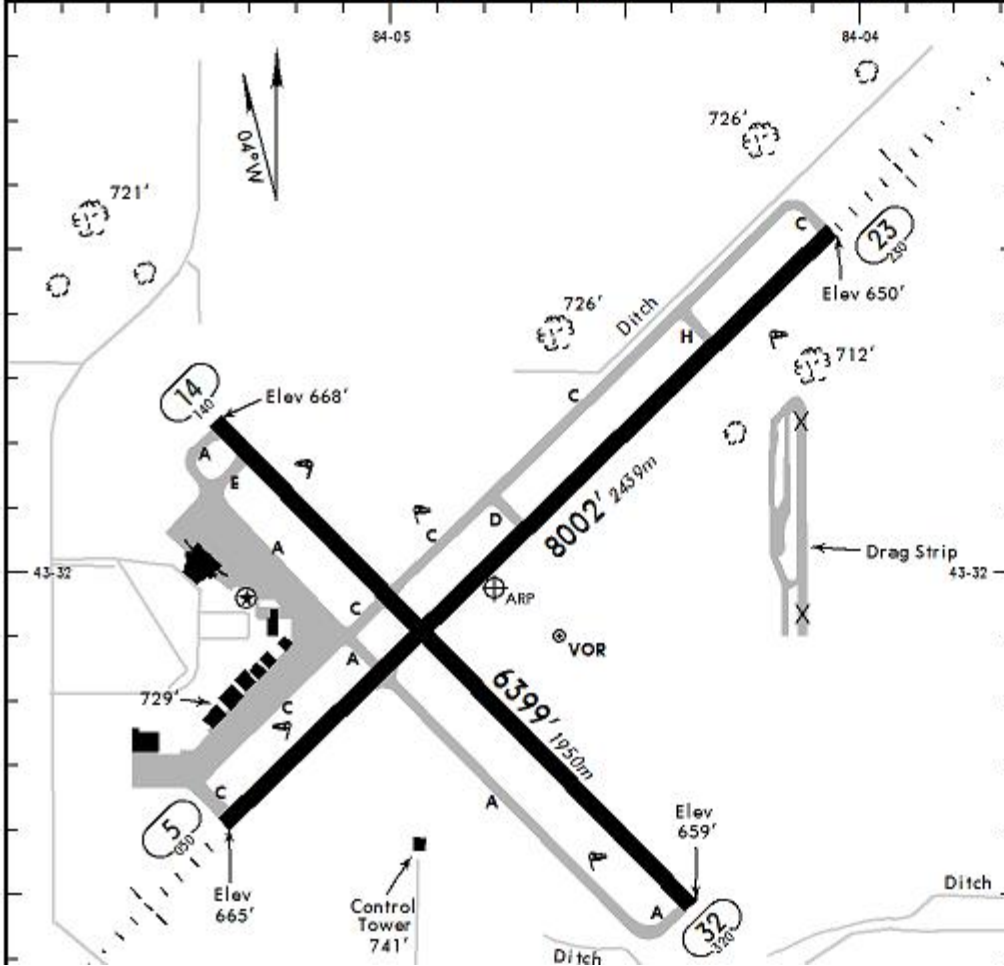 84-05
84-04
726'
04°W
721'
C
23
230
Elev 650'
726'
Ditch
H
712'
14
140
Elev 668'
C
X
A
E
C
D
8002' 2439m
A
Drag Strip
43-32
43-32
ARP
C
VOR
A
729'
C
6399' 1950m
C
A
5
050
Elev
659'
Elev
665'
Control
Tower
741'
X
A
32
320
Ditch
Ditch